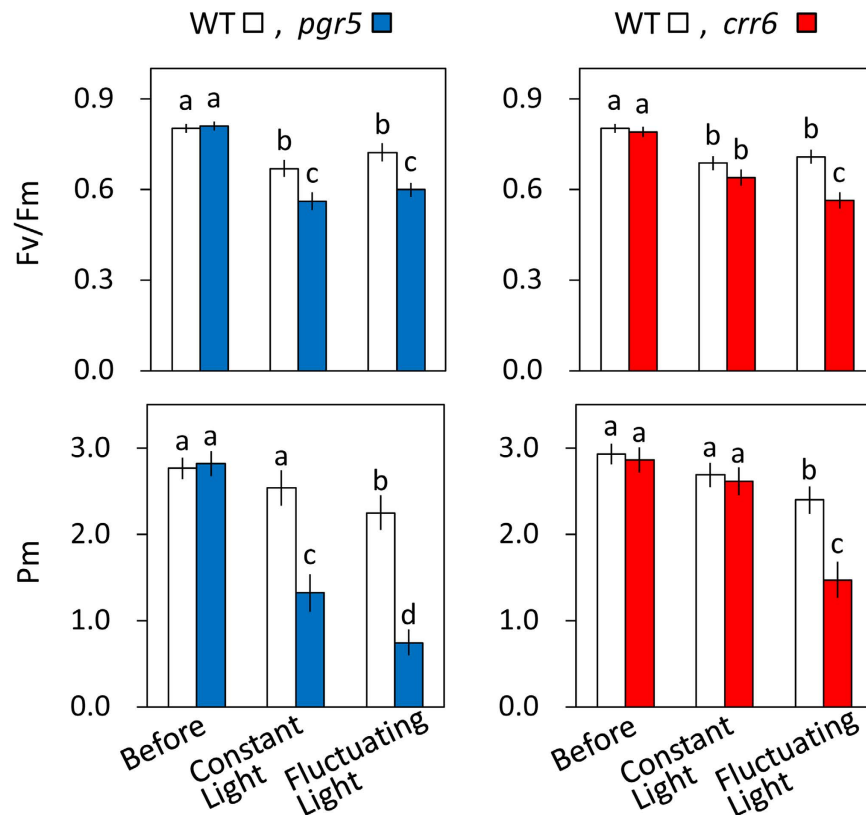 WT , pgr5
WT , crr6
Fv/Fm
0.9
0.6
0.3
0.0
a a b c b c
0.9
0.6
0.3
0.0
a a b b b c
Pm
3.0
2.0
1.0
0.0
a a a c b d
3.0
2.0
1.0
0.0
a a a a b c
Before
Constant
Light
Fluctuating
Light
Before
Constant
Light
Fluctuating
Light